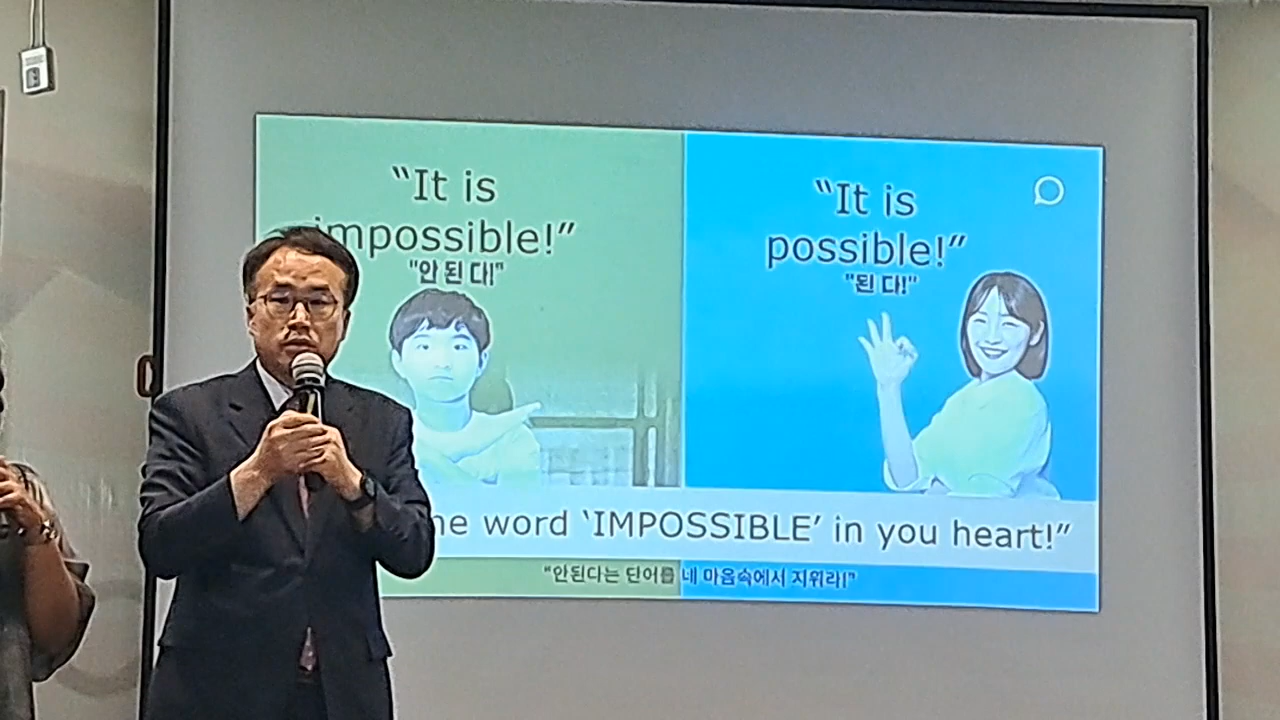 “It is
impossible!”
"안 된 다!"
“It is
possible!”
"된 다!"
he word ‘IMPOSSIBLE’ in you heart!”
"안된다는 단어를 네 마음속에서 지워라!"